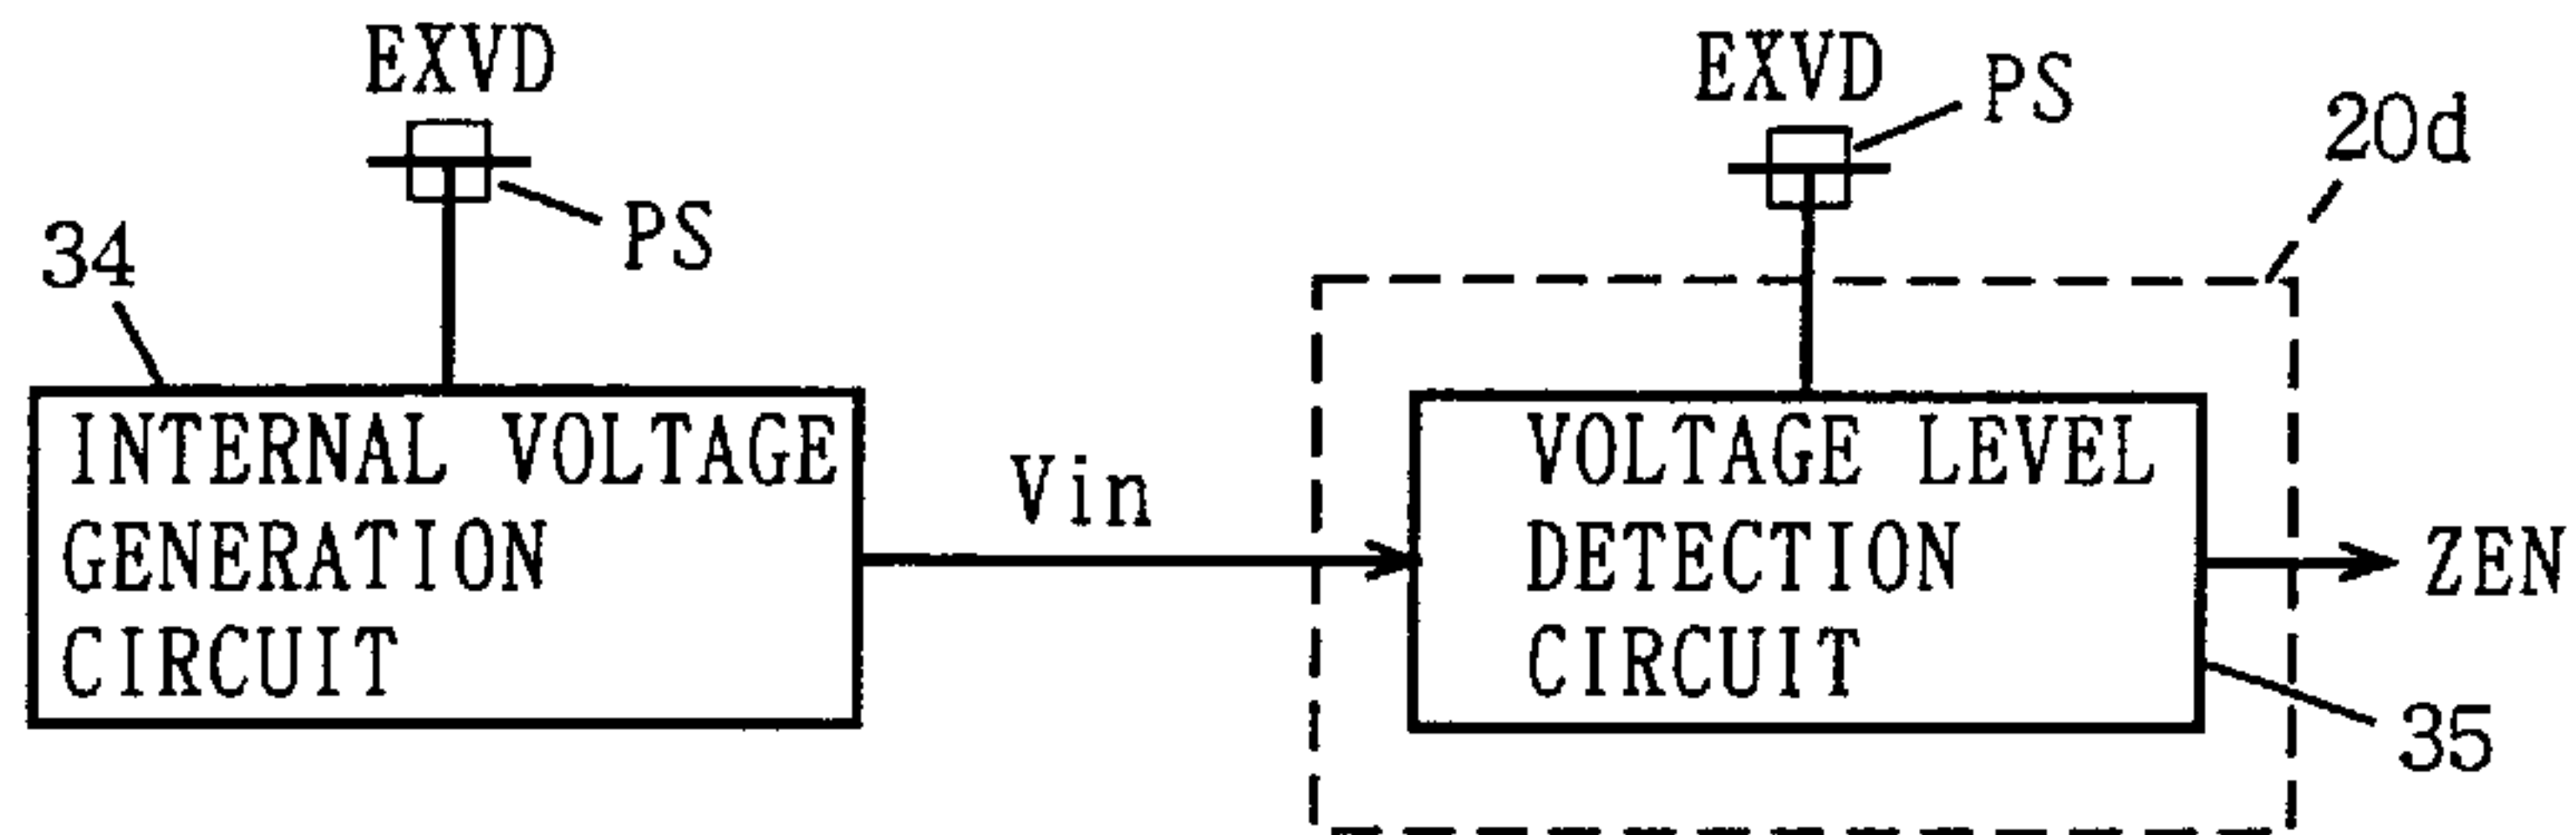 EXVD
EXVD
PS
PS
20d
34
INTERNAL VOLTAGE
GENERATION
CIRCUIT
Vin
VOLTAGE LEVEL
DETECTION
CIRCUIT
ZEN
35